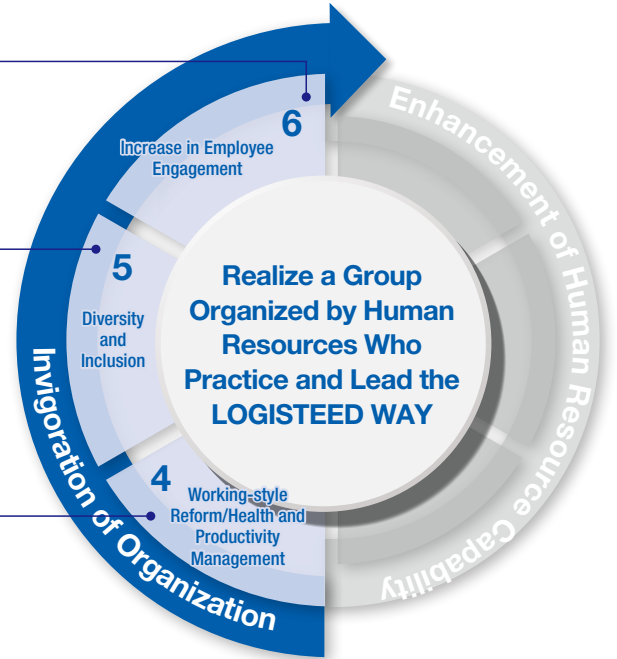 6
Increase in Employee
Engagement
5
Diversity
and
Inclusion
4
Working-style
Reform/Health and
Productivity
Management
Realize a Group
Organized by Human
Resources Who
Practice and Lead the
LOGISTEED WAY
Invigoration of Organization
Enhancement of Human Resource Capability